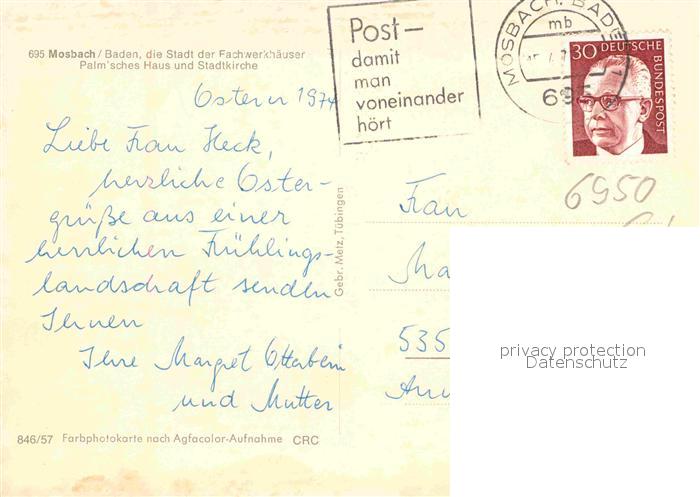 695 Mosbach / Baden, die Stadt der Fachwerkhäuser
Palm'sches Haus und Stadtkirche
Post –
damit
man
voneinander
hört
MOSBACH, BADEN
mb
695
30 DEUTSCHE
BUNDESPOST
6950
Ostern 1974
Liebe Frau Heck,
herzliche Oster-
grüße aus einer
herrlichen Frühlings-
landschaft senden
Ihnen
Ihre Margret Otterbein
und Mutter
Gebr. Metz, Tübingen
Frau
Ma
535
privacy protection
Datenschutz
846/57 Farbphotokarte nach Agfacolor-Aufnahme CRC